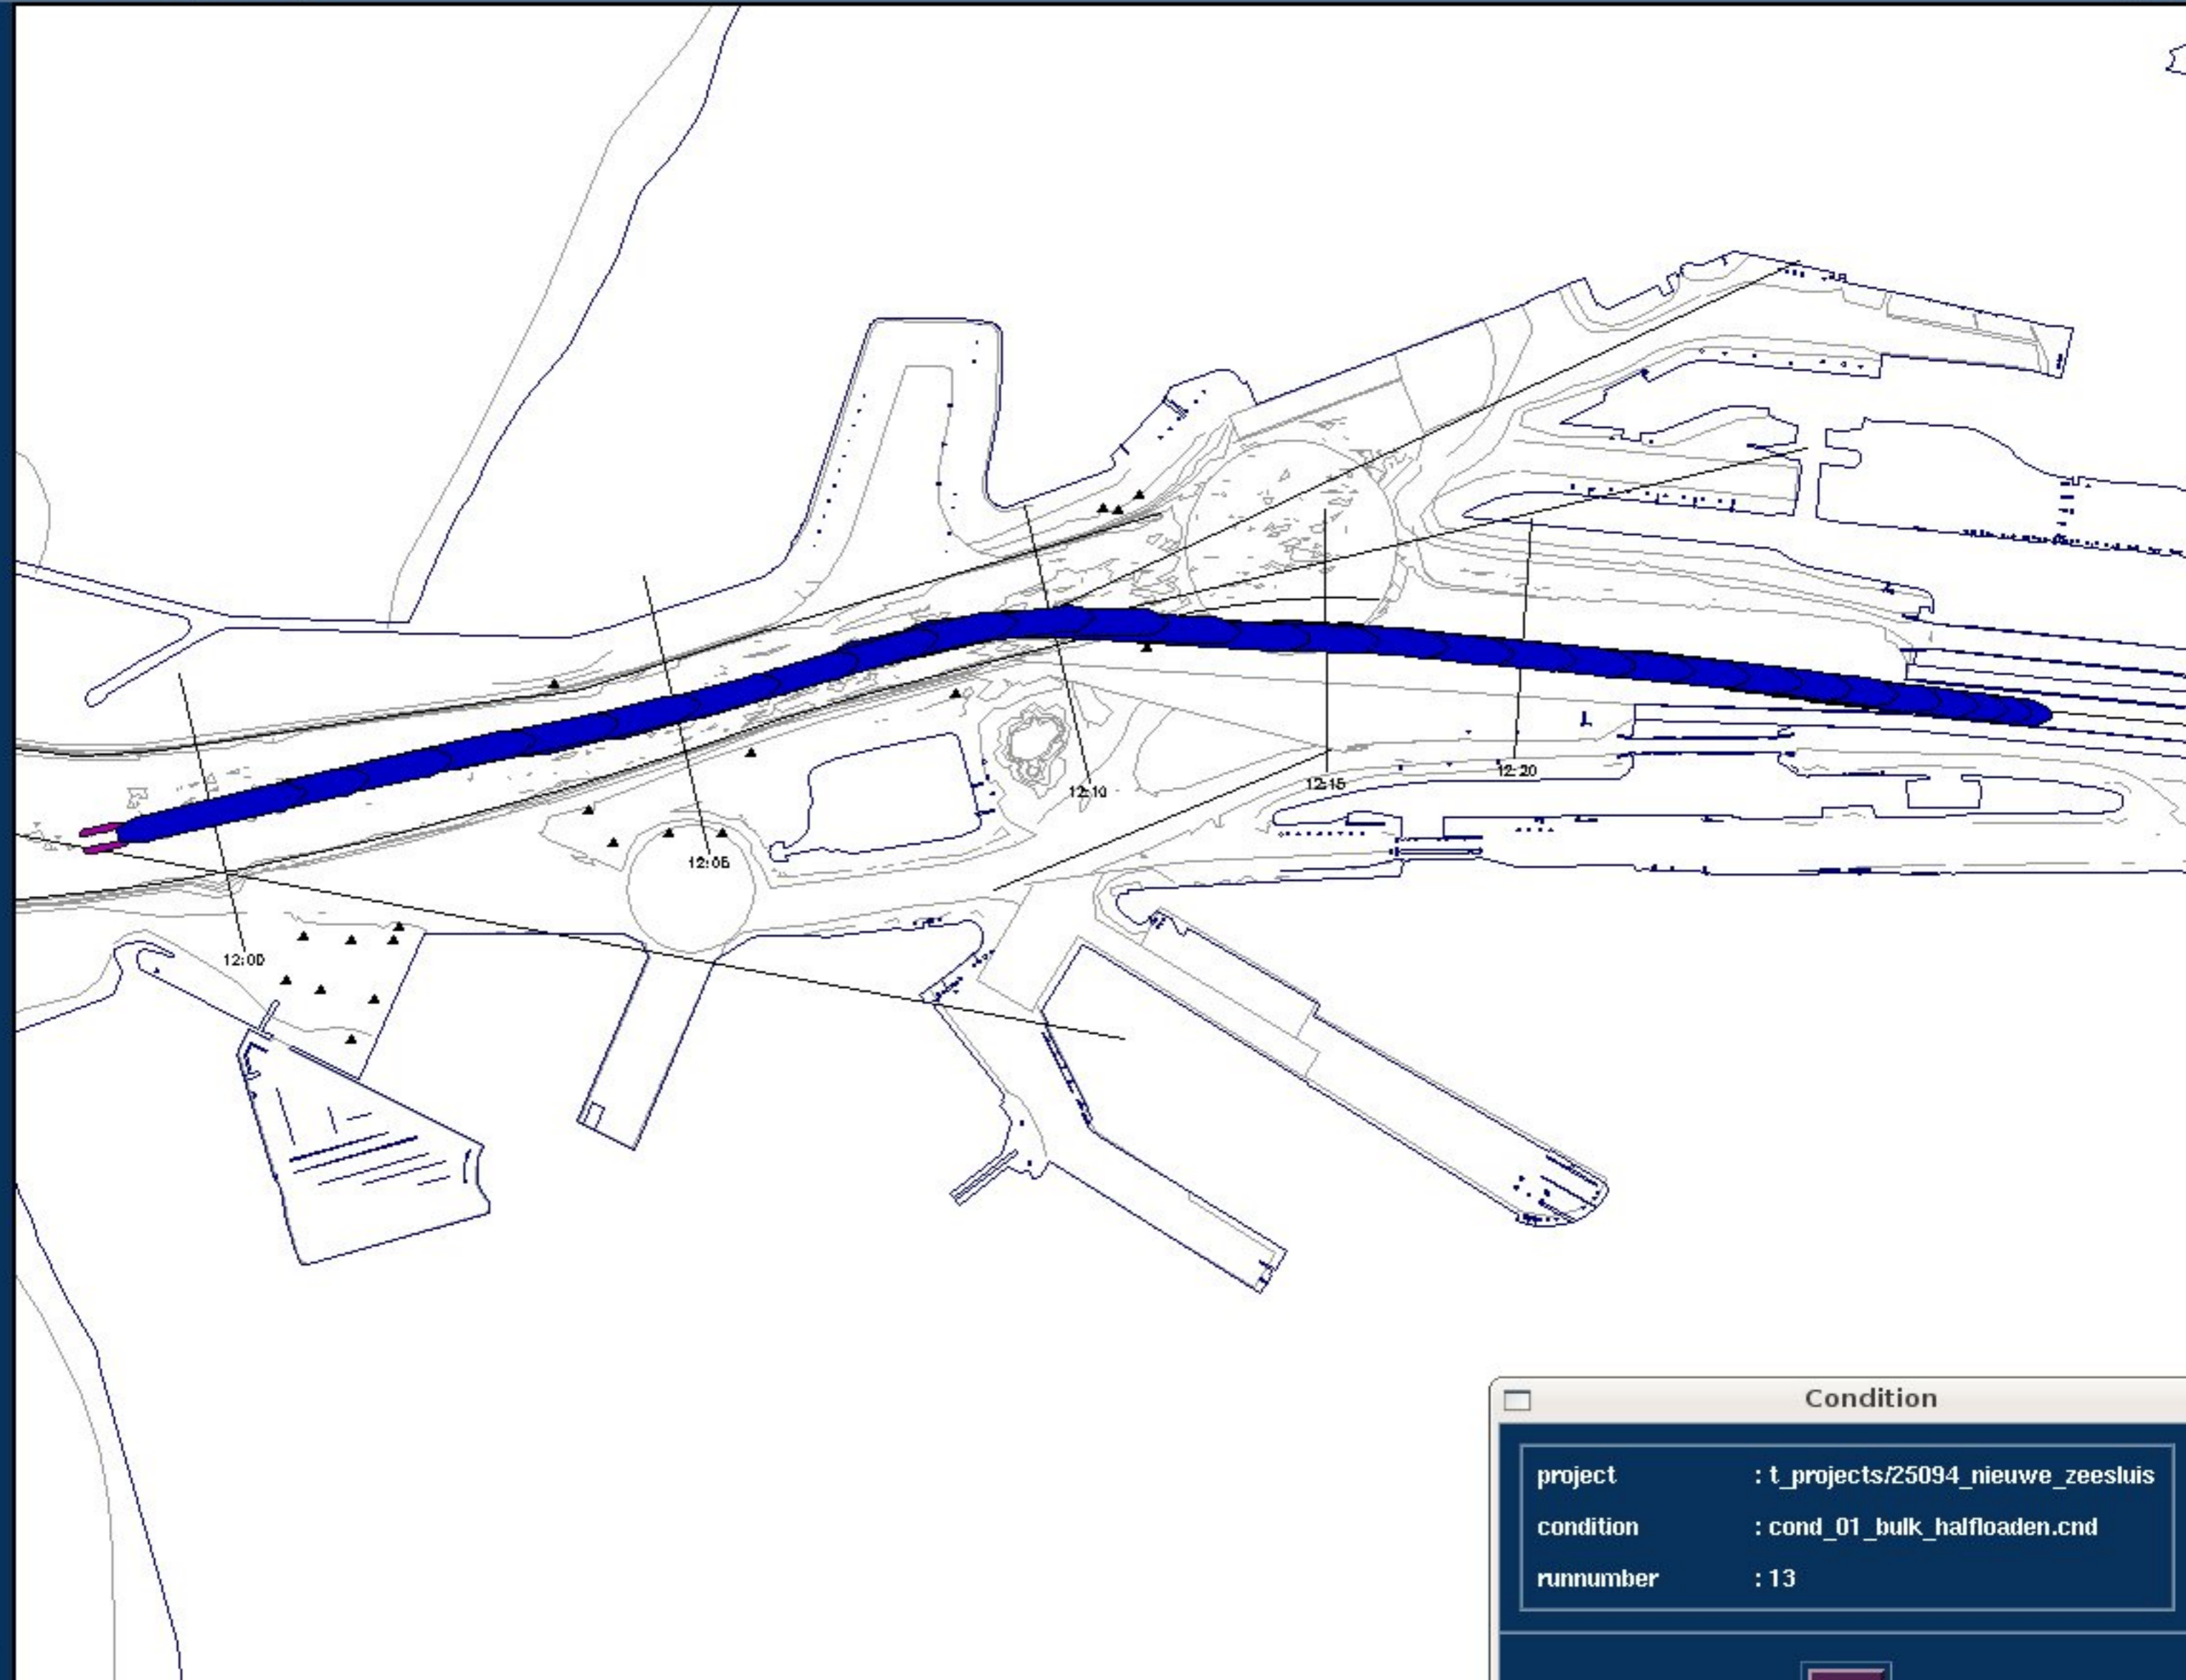 12:10
12:15
12:20
12:05
12:00
Condition
project : t_projects/25094_nieuwe_zeesluis
condition : cond_01_bulk_halfloaden.cnd
runnumber : 13